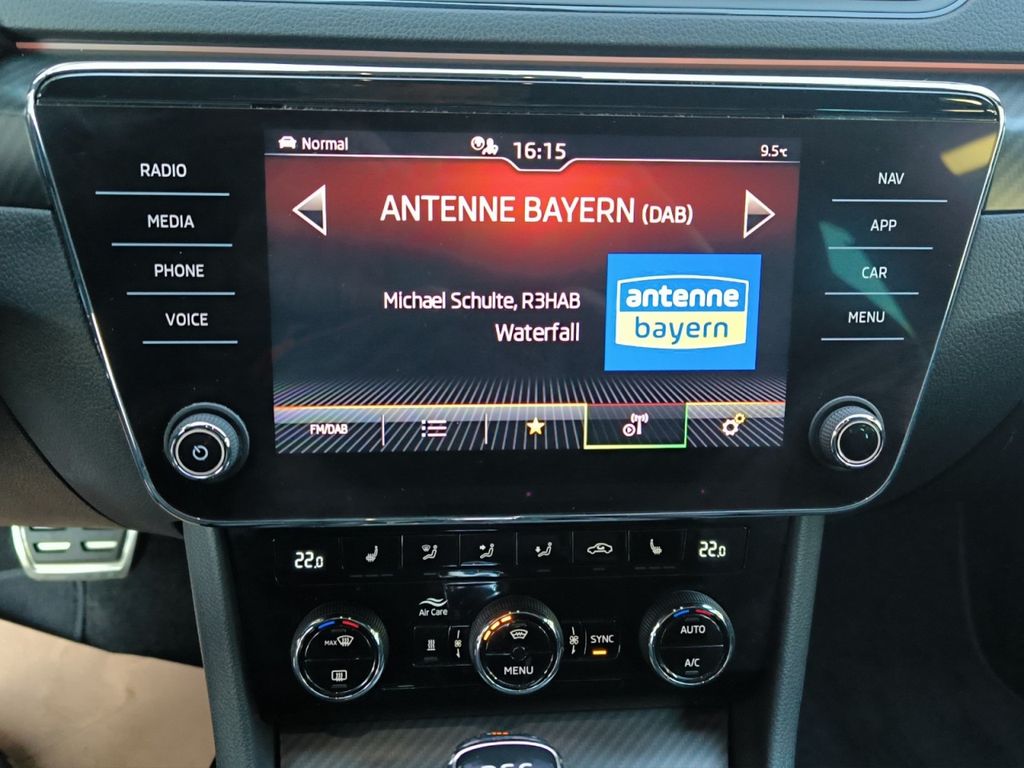 Normal
16:15
9.5°C
ANTENNE BAYERN (DAB)
Michael Schulte, R3HAB
Waterfall
antenne
bayern
FM/DAB
RADIO
MEDIA
PHONE
VOICE
NAV
APP
CAR
MENU
22.0
22.0
Air Care
MAX
MENU
SYNC
AUTO
A/C